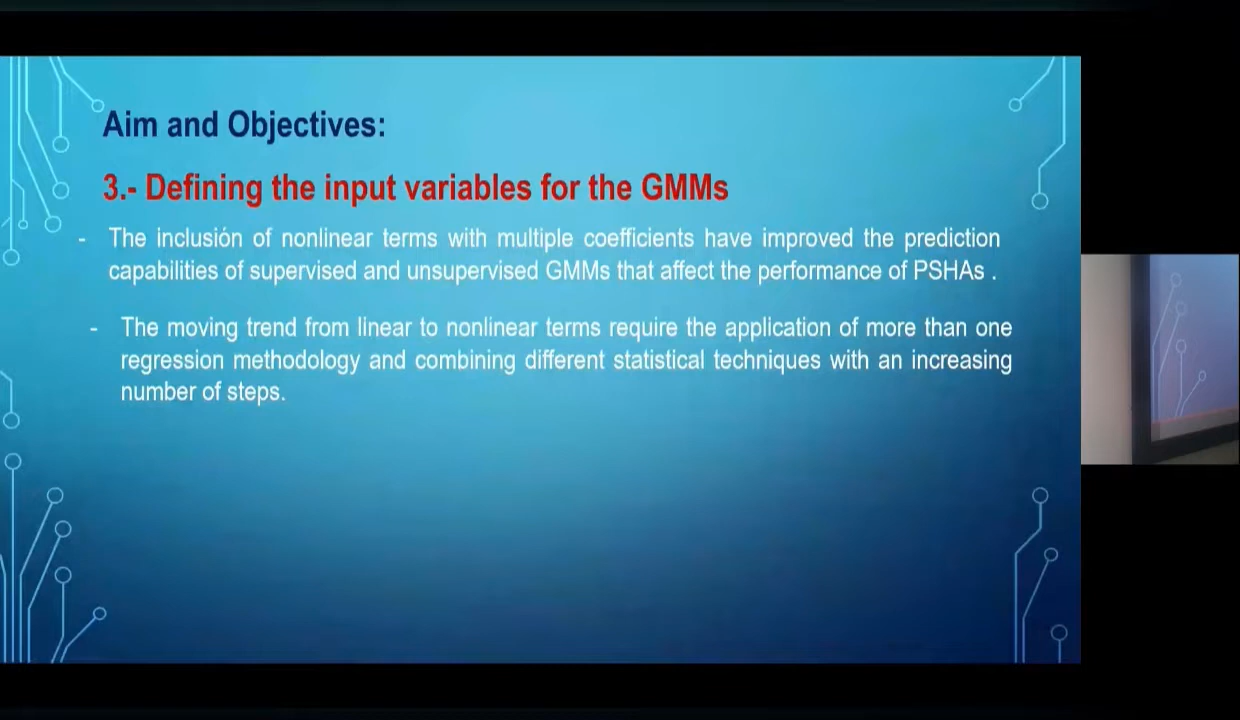 Aim and Objectives:
3.- Defining the input variables for the GMMs
- The inclusión of nonlinear terms with multiple coefficients have improved the prediction
capabilities of supervised and unsupervised GMMs that affect the performance of PSHAs .
- The moving trend from linear to nonlinear terms require the application of more than one
regression methodology and combining different statistical techniques with an increasing
number of steps.